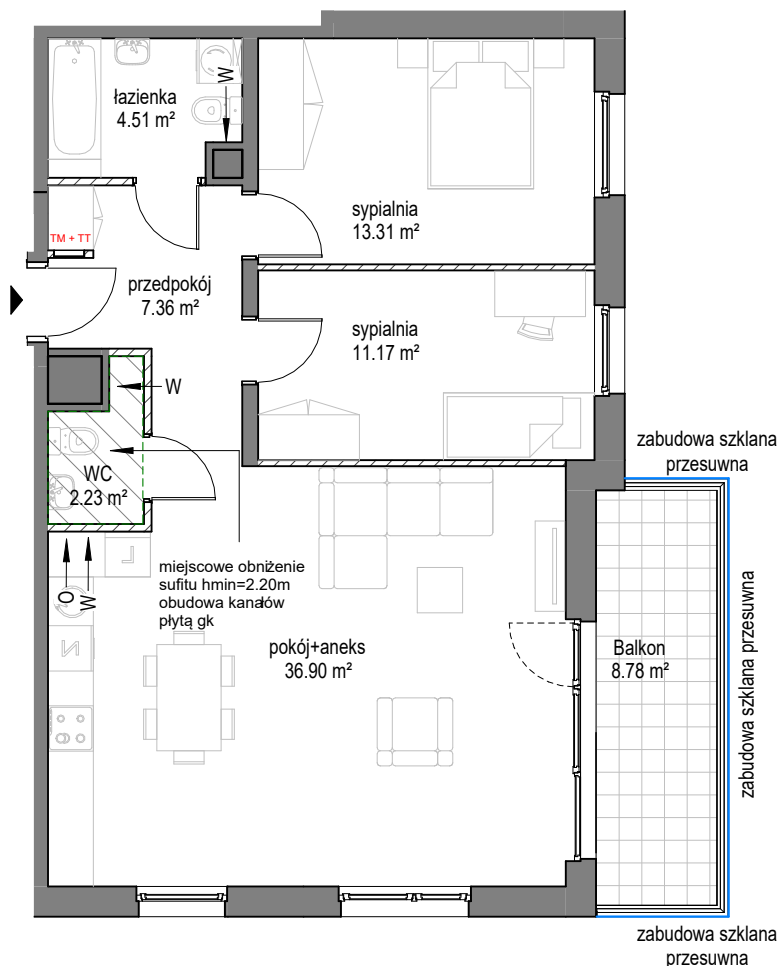 łazienka
4.51 m²
W
sypialnia
13.31 m²
TM + TT
przedpokój
7.36 m²
sypialnia
11.17 m²
W
zabudowa szklana
przesuwna
WC
2.23 m²
L
miejscowe obniżenie
sufitu hmin=2.20m
obudowa kanałów
płytą gk
O
W
Z
pokój+aneks
36.90 m²
Balkon
8.78 m²
zabudowa szklana przesuwna
zabudowa szklana
przesuwna